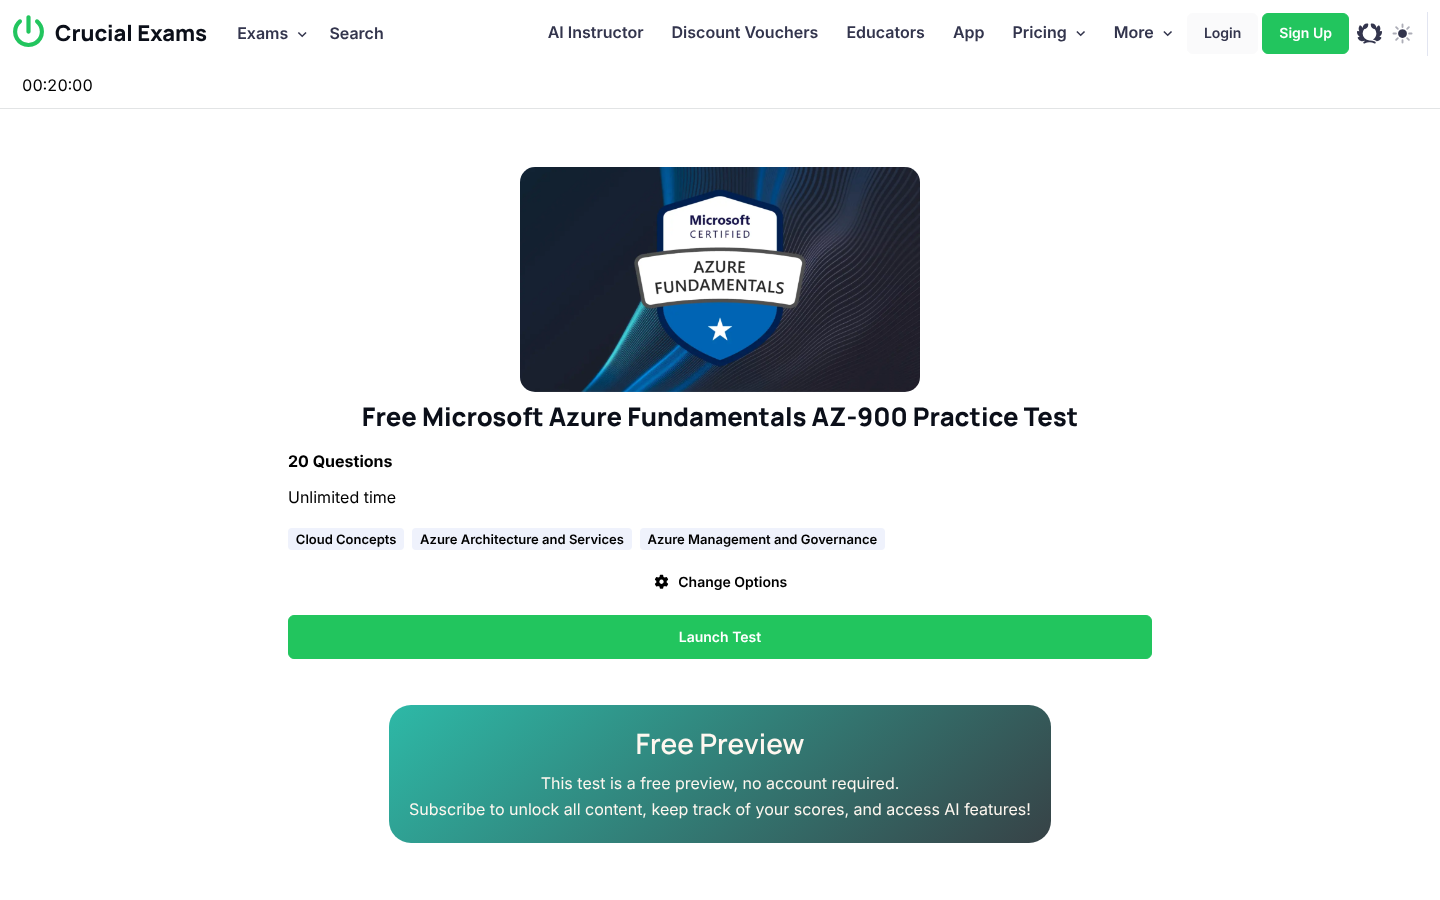 Crucial Exams
Exams
Search
AI Instructor
Discount Vouchers
Educators
App
Pricing
More
Login
Sign Up
00:20:00
Microsoft
CERTIFIED
AZURE
FUNDAMENTALS
Free Microsoft Azure Fundamentals AZ-900 Practice Test
20 Questions
Unlimited time
Cloud Concepts
Azure Architecture and Services
Azure Management and Governance
Change Options
Launch Test
Free Preview
This test is a free preview, no account required.
Subscribe to unlock all content, keep track of your scores, and access AI features!